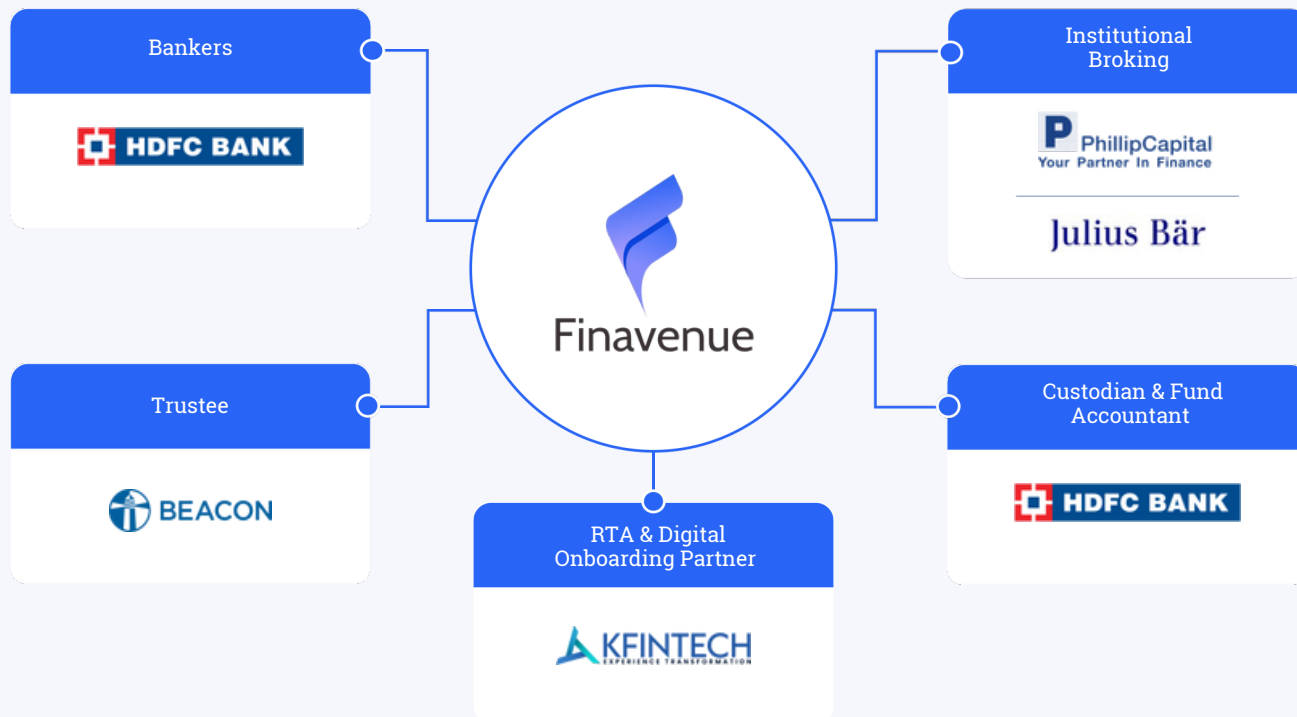 Bankers
HDFC BANK
Institutional
Broking
P PhillipCapital
Your Partner In Finance
Julius Bär
Finavenue
Trustee
BEACON
Custodian & Fund
Accountant
HDFC BANK
RTA & Digital
Onboarding Partner
KFINTECH
EXPERIENCE TRANSFORMATION